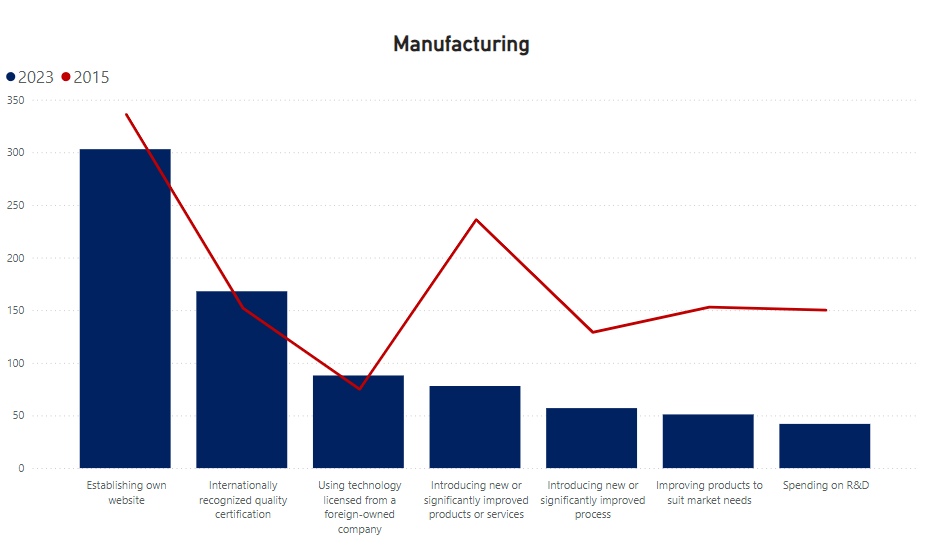 Manufacturing
2023 2015
350
300
250
200
150
100
50
0
Establishing own
website
Internationally
recognized quality
certification
Using technology
licensed from a
foreign-owned
company
Introducing new or
significantly improved
products or services
Introducing new or
significantly improved
process
Improving products to
suit market needs
Spending on R&D